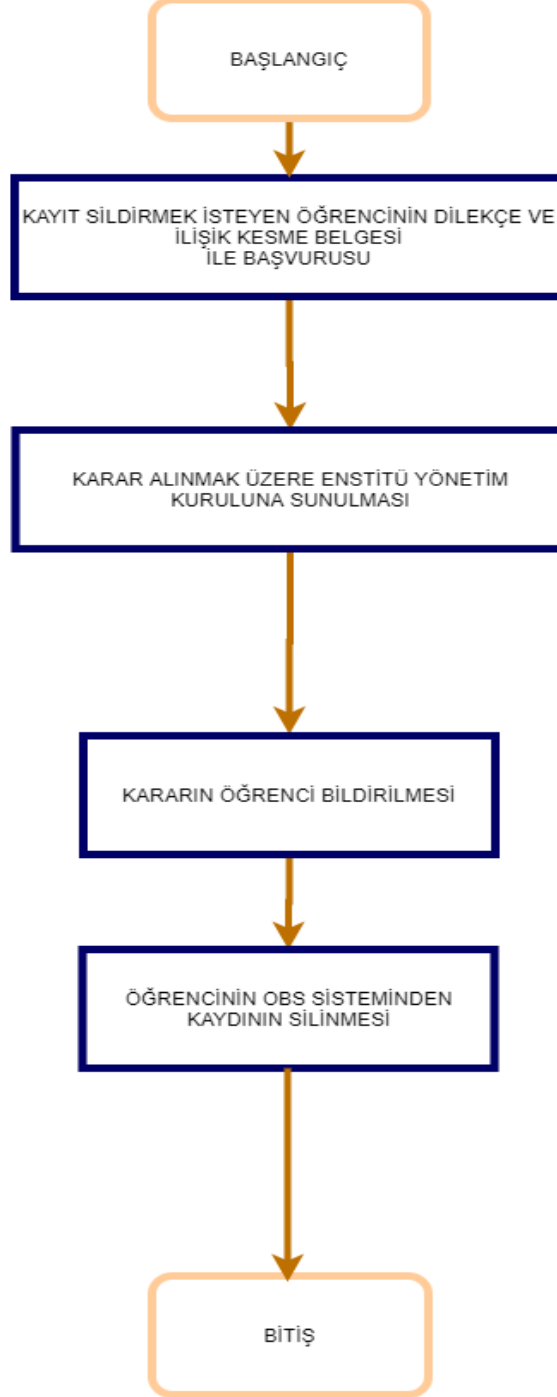 BAŞLANGIÇ
KAYIT SİLDİRMEK İSTEYEN ÖĞRENCİNİN DİLEKÇE VE
İLİŞİK KESME BELGESİ
İLE BAŞVURUSU
KARAR ALINMAK ÜZERE ENSTİTÜ YÖNETİM
KURULUNA SUNULMASI
KARARIN ÖĞRENCİ BİLDİRİLMESİ
ÖĞRENCİNİN OBS SİSTEMİNDEN
KAYDININ SİLİNMESİ
BİTİŞ